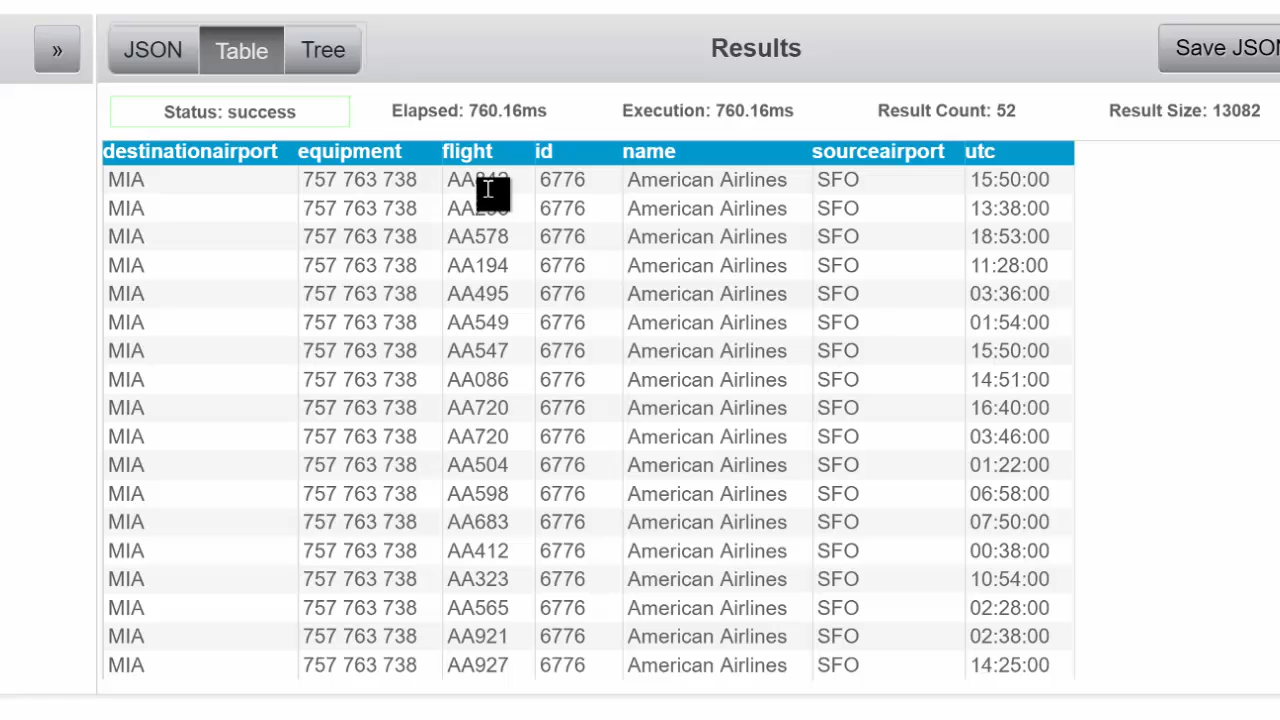 » JSON Table Tree Results
Status: success Elapsed: 760.16ms Execution: 760.16ms Result Count: 52 Result Size: 13082
destinationairport equipment flight id name sourceairport utc
MIA 757 763 738 6776 American Airlines SFO 15:50:00
MIA 757 763 738 6776 American Airlines SFO 13:38:00
MIA 757 763 738 AA578 6776 American Airlines SFO 18:53:00
MIA 757 763 738 AA194 6776 American Airlines SFO 11:28:00
MIA 757 763 738 AA495 6776 American Airlines SFO 03:36:00
MIA 757 763 738 AA549 6776 American Airlines SFO 01:54:00
MIA 757 763 738 AA547 6776 American Airlines SFO 15:50:00
MIA 757 763 738 AA086 6776 American Airlines SFO 14:51:00
MIA 757 763 738 AA720 6776 American Airlines SFO 16:40:00
MIA 757 763 738 AA720 6776 American Airlines SFO 03:46:00
MIA 757 763 738 AA504 6776 American Airlines SFO 01:22:00
MIA 757 763 738 AA598 6776 American Airlines SFO 06:58:00
MIA 757 763 738 AA683 6776 American Airlines SFO 07:50:00
MIA 757 763 738 AA412 6776 American Airlines SFO 00:38:00
MIA 757 763 738 AA323 6776 American Airlines SFO 10:54:00
MIA 757 763 738 AA565 6776 American Airlines SFO 02:28:00
MIA 757 763 738 AA921 6776 American Airlines SFO 02:38:00
MIA 757 763 738 AA927 6776 American Airlines SFO 14:25:00